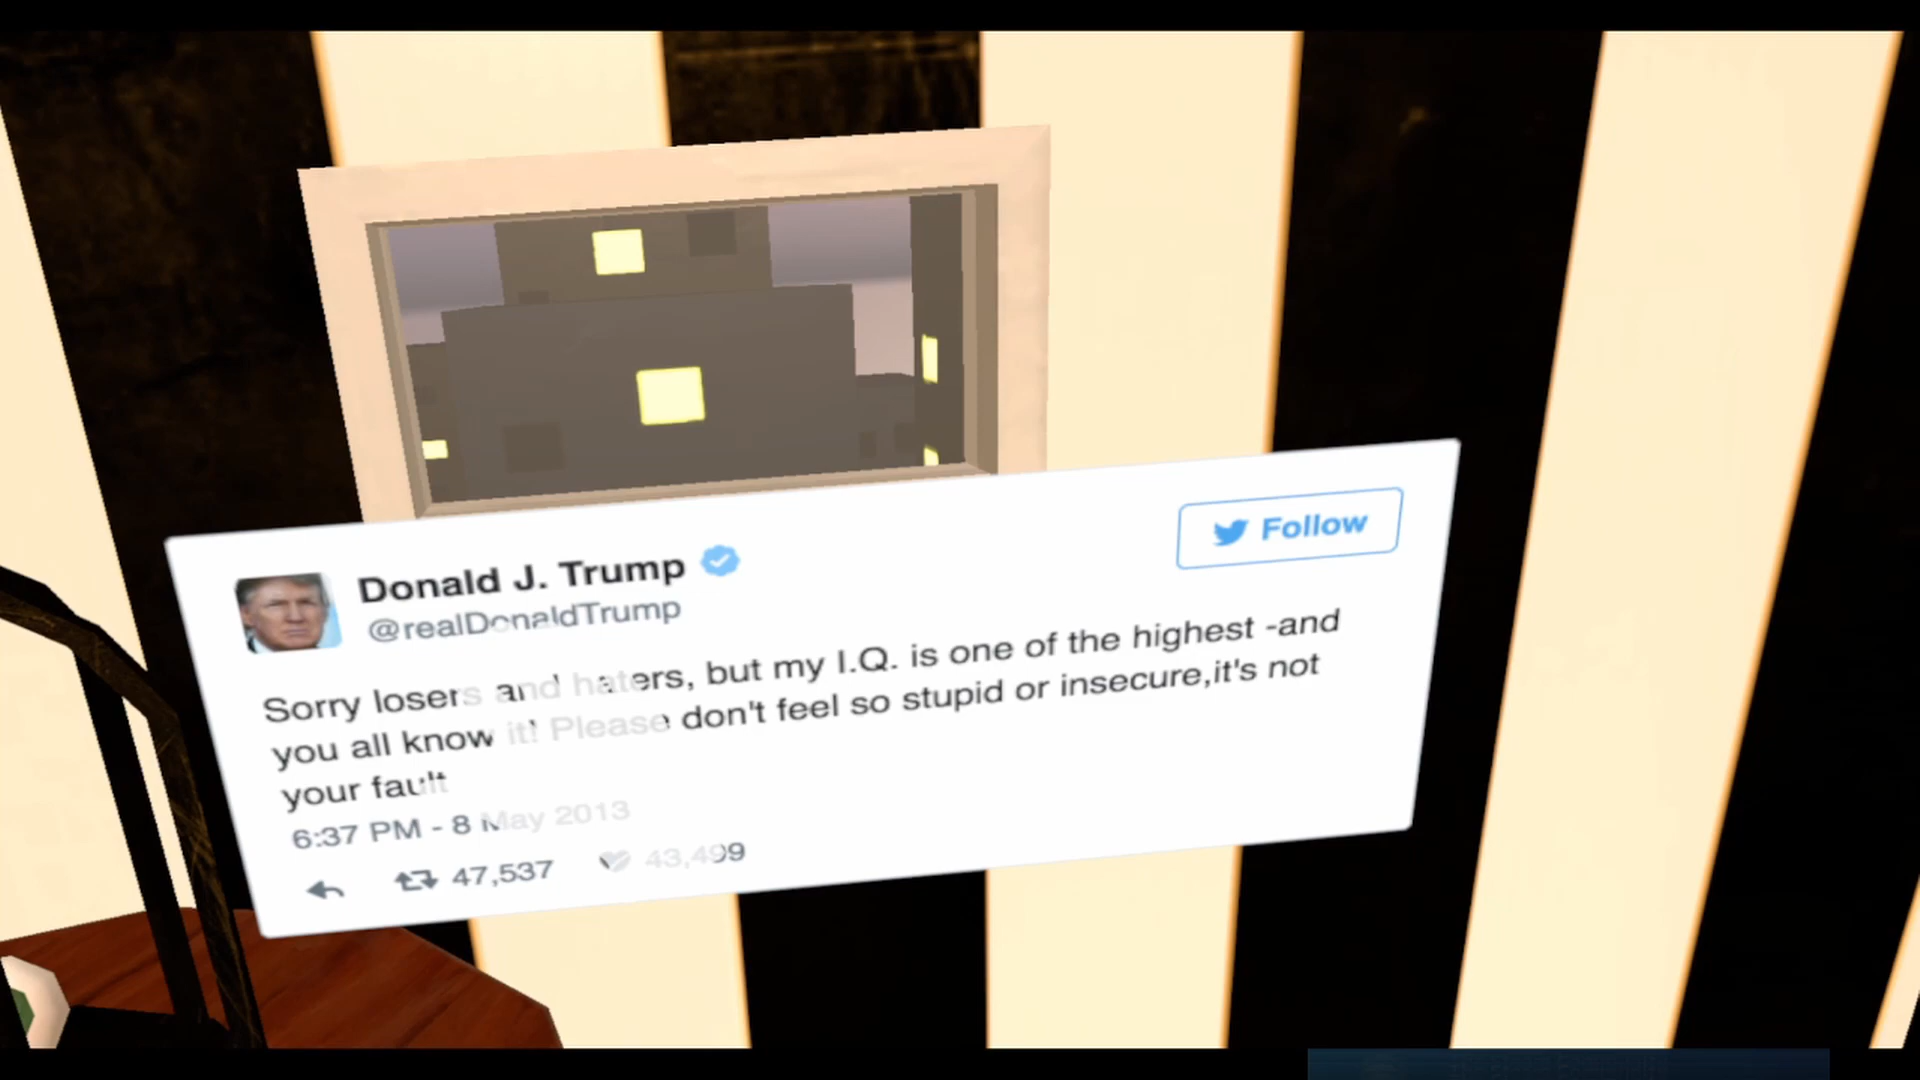 Donald J. Trump
Follow
@realDonaldTrump
Sorry losers and haters, but my I.Q. is one of the highest -and
you all know it! Please don't feel so stupid or insecure,it's not
your fault
6:37 PM - 8 May 2013
47,537 43,499